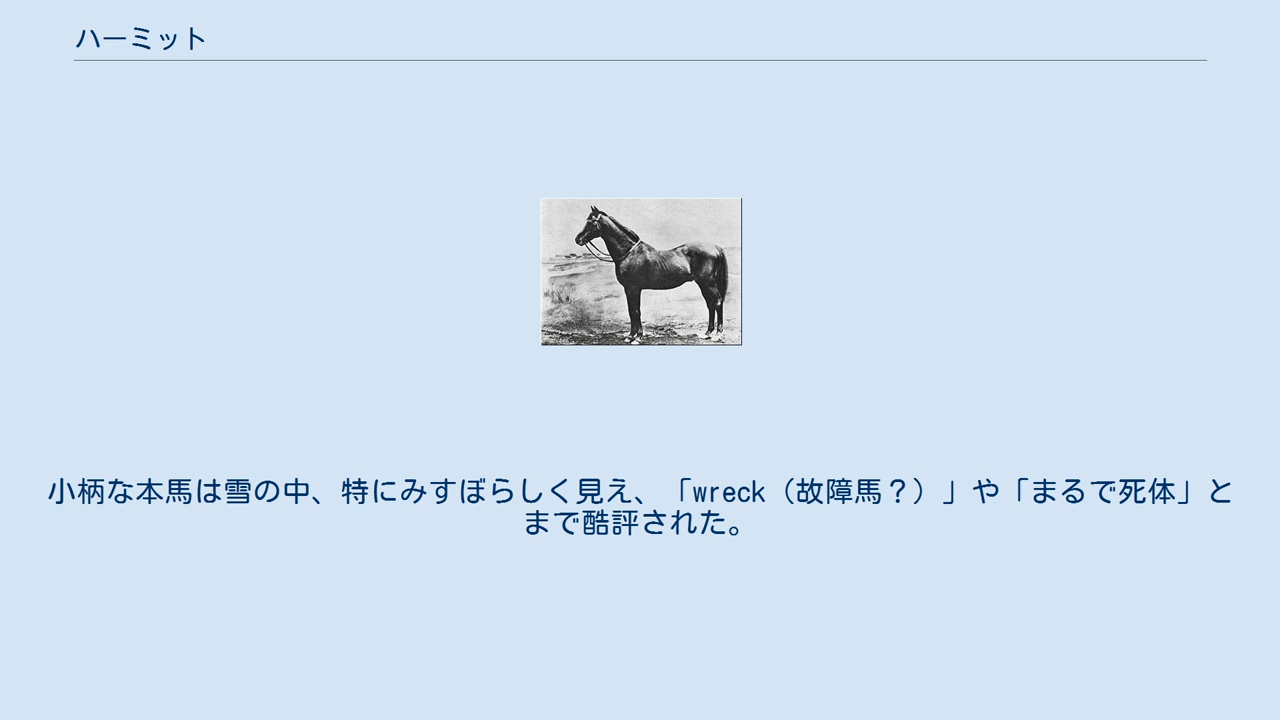 ハーミット
小柄な本馬は雪の中、特にみすぼらしく見え、「wreck（故障馬？）」や「まるで死体」と
まで酷評された。